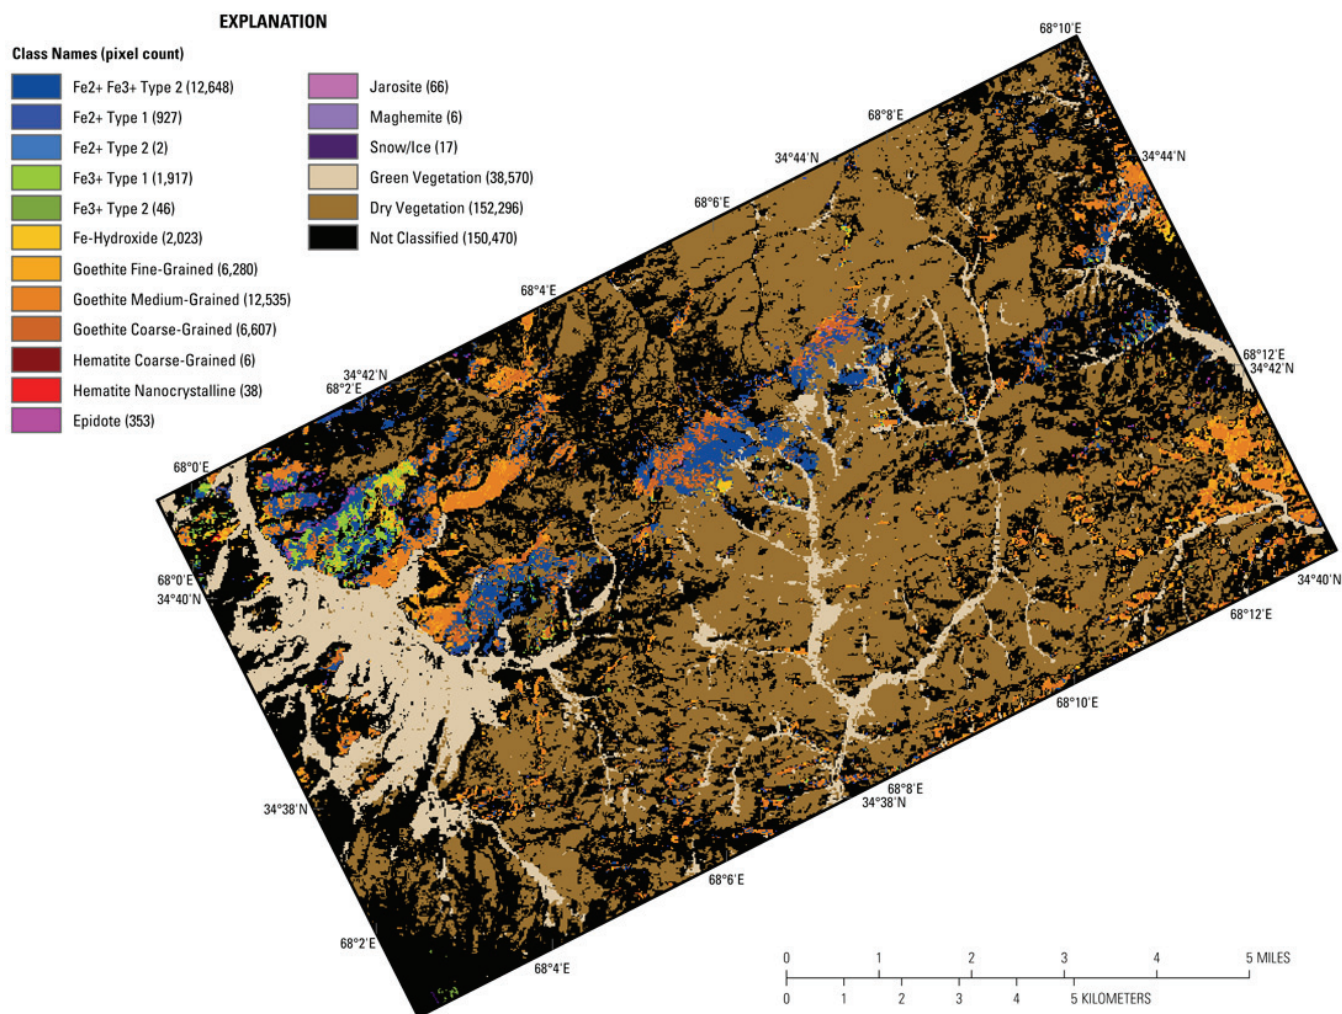 EXPLANATION
Class Names (pixel count)
Fe2+ Fe3+ Type 2 (12,648)
Fe2+ Type 1 (927)
Fe2+ Type 2 (2)
Fe3+ Type 1 (1,917)
Fe3+ Type 2 (46)
Fe-Hydroxide (2,023)
Goethite Fine-Grained (6,280)
Goethite Medium-Grained (12,535)
Goethite Coarse-Grained (6,607)
Hematite Coarse-Grained (6)
Hematite Nanocrystalline (38)
Epidote (353)
Jarosite (66)
Maghemite (6)
Snow/Ice (17)
Green Vegetation (38,570)
Dry Vegetation (152,296)
Not Classified (150,470)
68°10'E
68°8'E
34°44'N
34°44'N
68°6'E
68°4'E
34°42'N
68°2'E
68°12'E
34°42'N
68°0'E
68°0'E
34°40'N
34°40'N
68°12'E
68°10'E
34°38'N
68°8'E
34°38'N
68°6'E
68°2'E
68°4'E
0 1 2 3 4 5 MILES
0 1 2 3 4 5 KILOMETERS